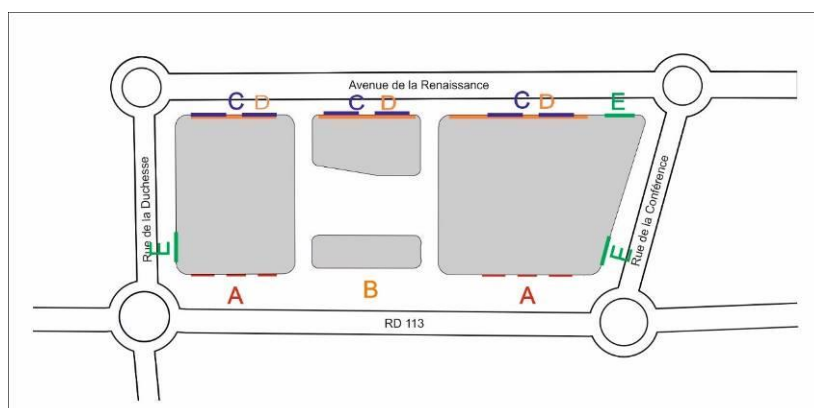 Avenue de la Renaissance
C D C D C D E
Rue de la Duchesse
Rue de la Conférence
E E
A B A
RD 113